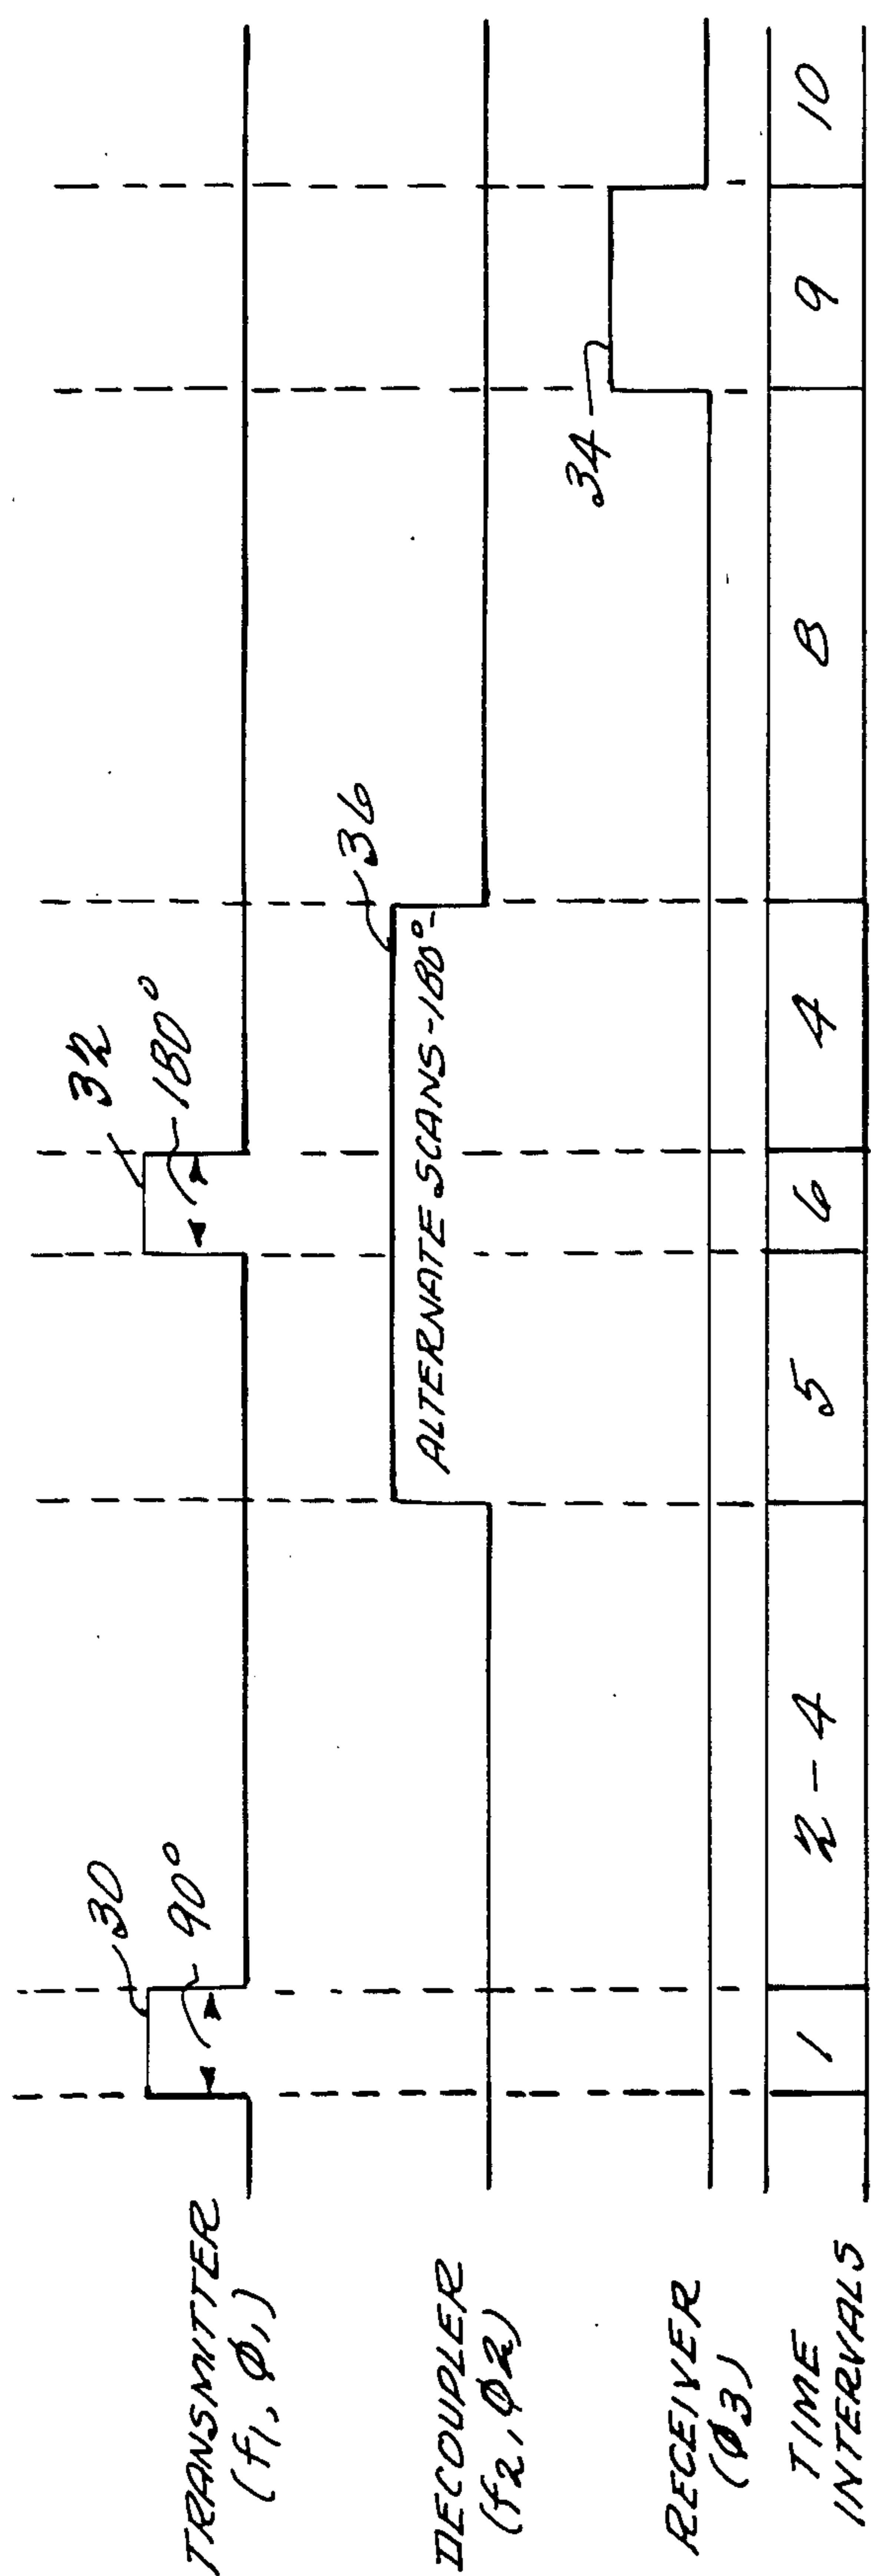 30
32
90°
180°
TRANSMITTER
(f1, ø1)
36
ALTERNATE SCANS-180°
DECOUPLER
(f2, ø2)
34
RECEIVER
(ø3)
TIME
INTERVALS
1
2-4
5
6
4
8
9
10